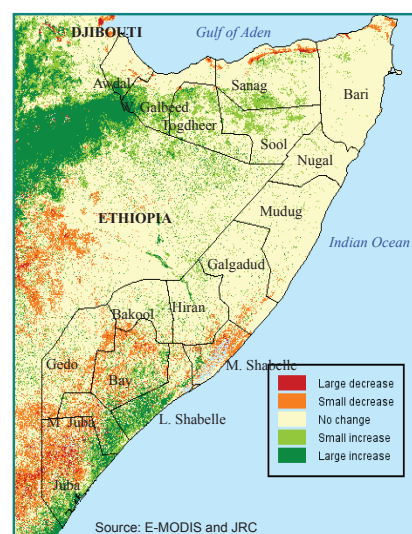 DJIBOUTI
Gulf of Aden
Awdal
Sanag
Bari
W. Galbeed
Togdheer
Sool
Nugal
ETHIOPIA
Mudug
Indian Ocean
Galgadud
Hiran
Bakool
Gedo
Bay
M. Shabelle
L. Shabelle
M. Juba
Juba
Large decrease
Small decrease
No change
Small increase
Large increase
Source: E-MODIS and JRC